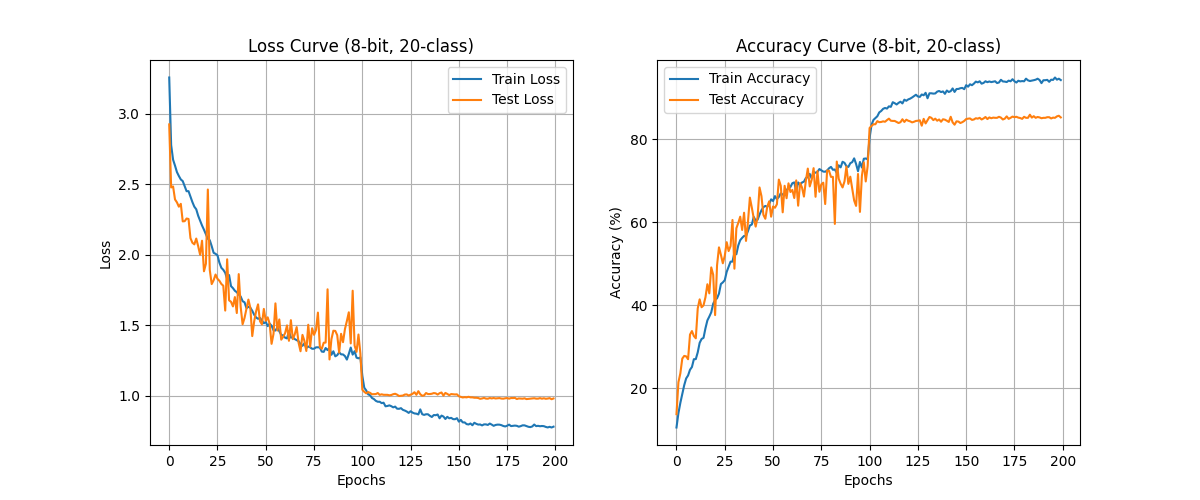 Loss Curve (8-bit, 20-class)
Train Loss
Test Loss
3.0
2.5
2.0
1.5
1.0
Loss
0 25 50 75 100 125 150 175 200
Epochs
Accuracy Curve (8-bit, 20-class)
Train Accuracy
Test Accuracy
80
60
40
20
Accuracy (%)
0 25 50 75 100 125 150 175 200
Epochs